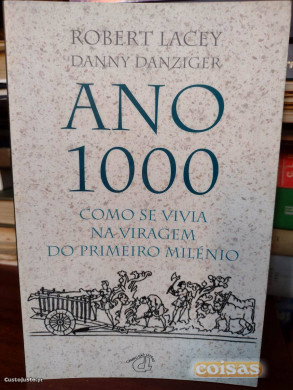 ROBERT LACEY
DANNY DANZIGER
ANO
1000
COMO SE VIVIA
NA VIRAGEM
DO PRIMEIRO MILÉNIO
CustoJusto.pt
coisas